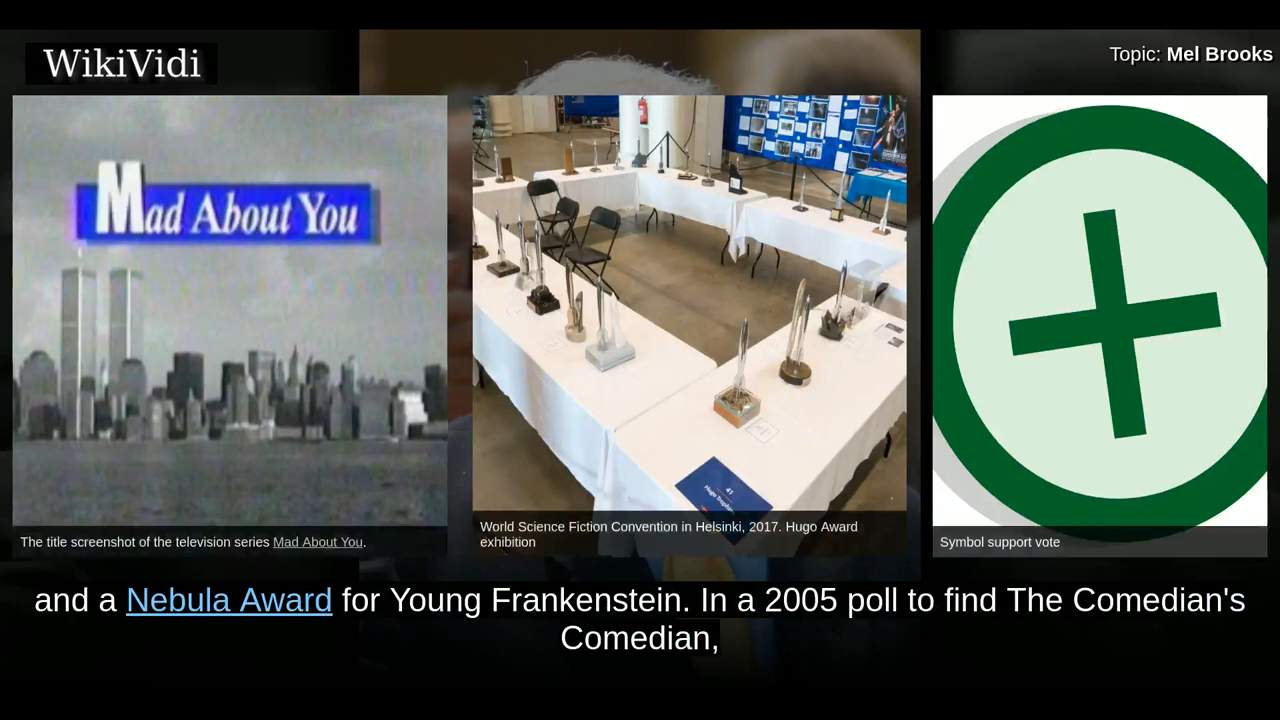 WikiVidi
Topic: Mel Brooks
Mad About You
41
The title screenshot of the television series Mad About You.
World Science Fiction Convention in Helsinki, 2017. Hugo Award
exhibition
Symbol support vote
and a Nebula Award for Young Frankenstein. In a 2005 poll to find The Comedian's
Comedian,